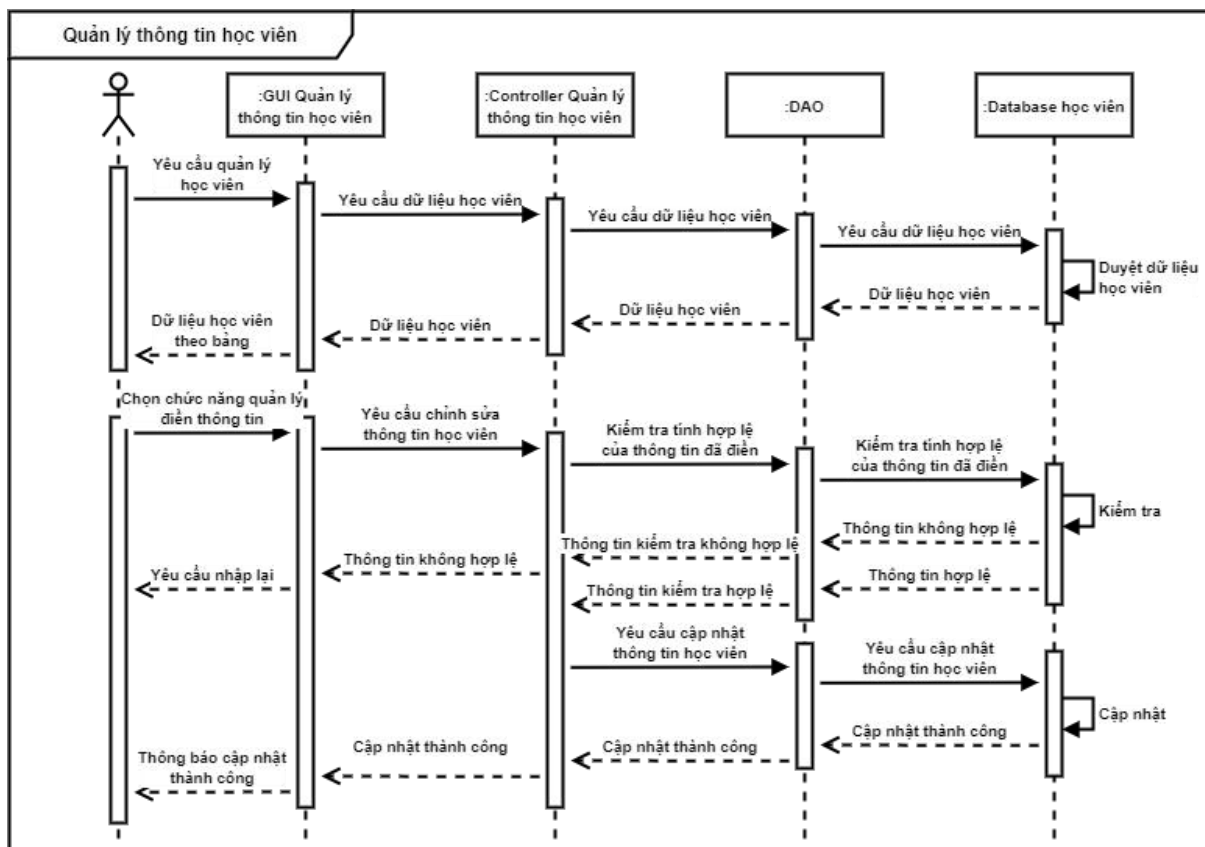 Quản lý thông tin học viên
:GUI Quản lý
thông tin học viên
:Controller Quản lý
thông tin học viên
:DAO
:Database học viên
Yêu cầu quản lý
học viên
Yêu cầu dữ liệu học viên
Yêu cầu dữ liệu học viên
Yêu cầu dữ liệu học viên
Duyệt dữ liệu
học viên
Dữ liệu học viên
Dữ liệu học viên
Dữ liệu học viên
Dữ liệu học viên
theo bảng
Chọn chức năng quản lý
điền thông tin
Yêu cầu chỉnh sửa
thông tin học viên
Kiểm tra tính hợp lệ
của thông tin đã điền
Kiểm tra tính hợp lệ
của thông tin đã điền
Kiểm tra
Thông tin không hợp lệ
Thông tin kiểm tra không hợp lệ
Thông tin không hợp lệ
Yêu cầu nhập lại
Thông tin hợp lệ
Thông tin kiểm tra hợp lệ
Yêu cầu cập nhật
thông tin học viên
Yêu cầu cập nhật
thông tin học viên
Cập nhật
Cập nhật thành công
Cập nhật thành công
Cập nhật thành công
Thông báo cập nhật
thành công